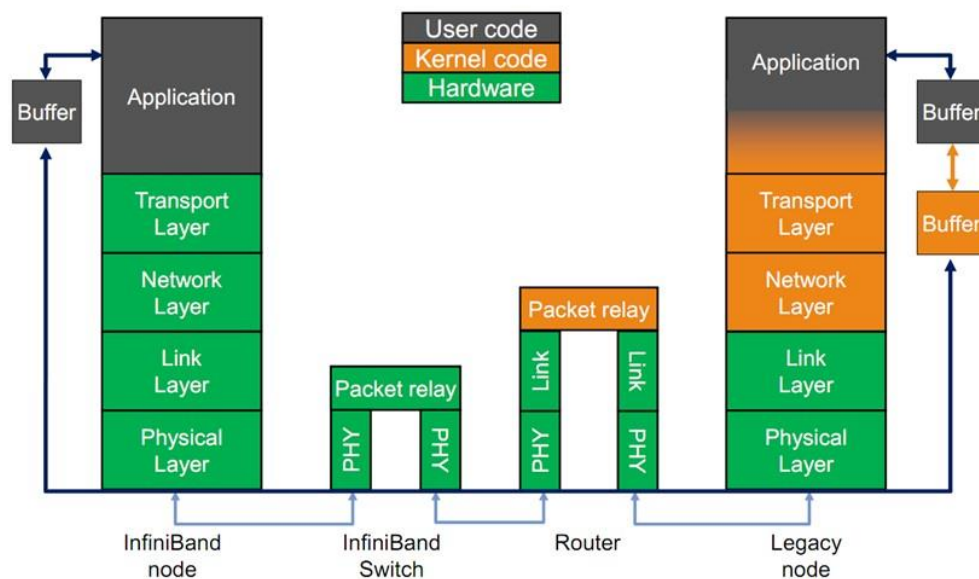 User code
Kernel code
Hardware
Buffer
Application
Transport
Layer
Network
Layer
Link
Layer
Physical
Layer
Packet relay
PHY
PHY
Packet relay
Link
Link
PHY
PHY
Application
Transport
Layer
Network
Layer
Link
Layer
Physical
Layer
Buffer
Buffer
InfiniBand
node
InfiniBand
Switch
Router
Legacy
node